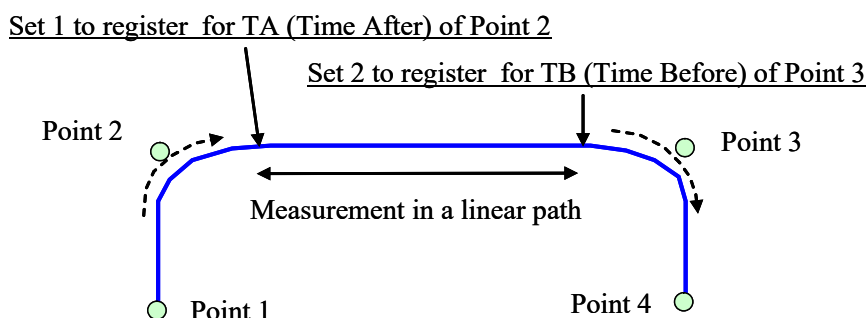 Set 1 to register for TA (Time After) of Point 2
Set 2 to register for TB (Time Before) of Point 3
Point 2
Point 3
Measurement in a linear path
Point 1
Point 4